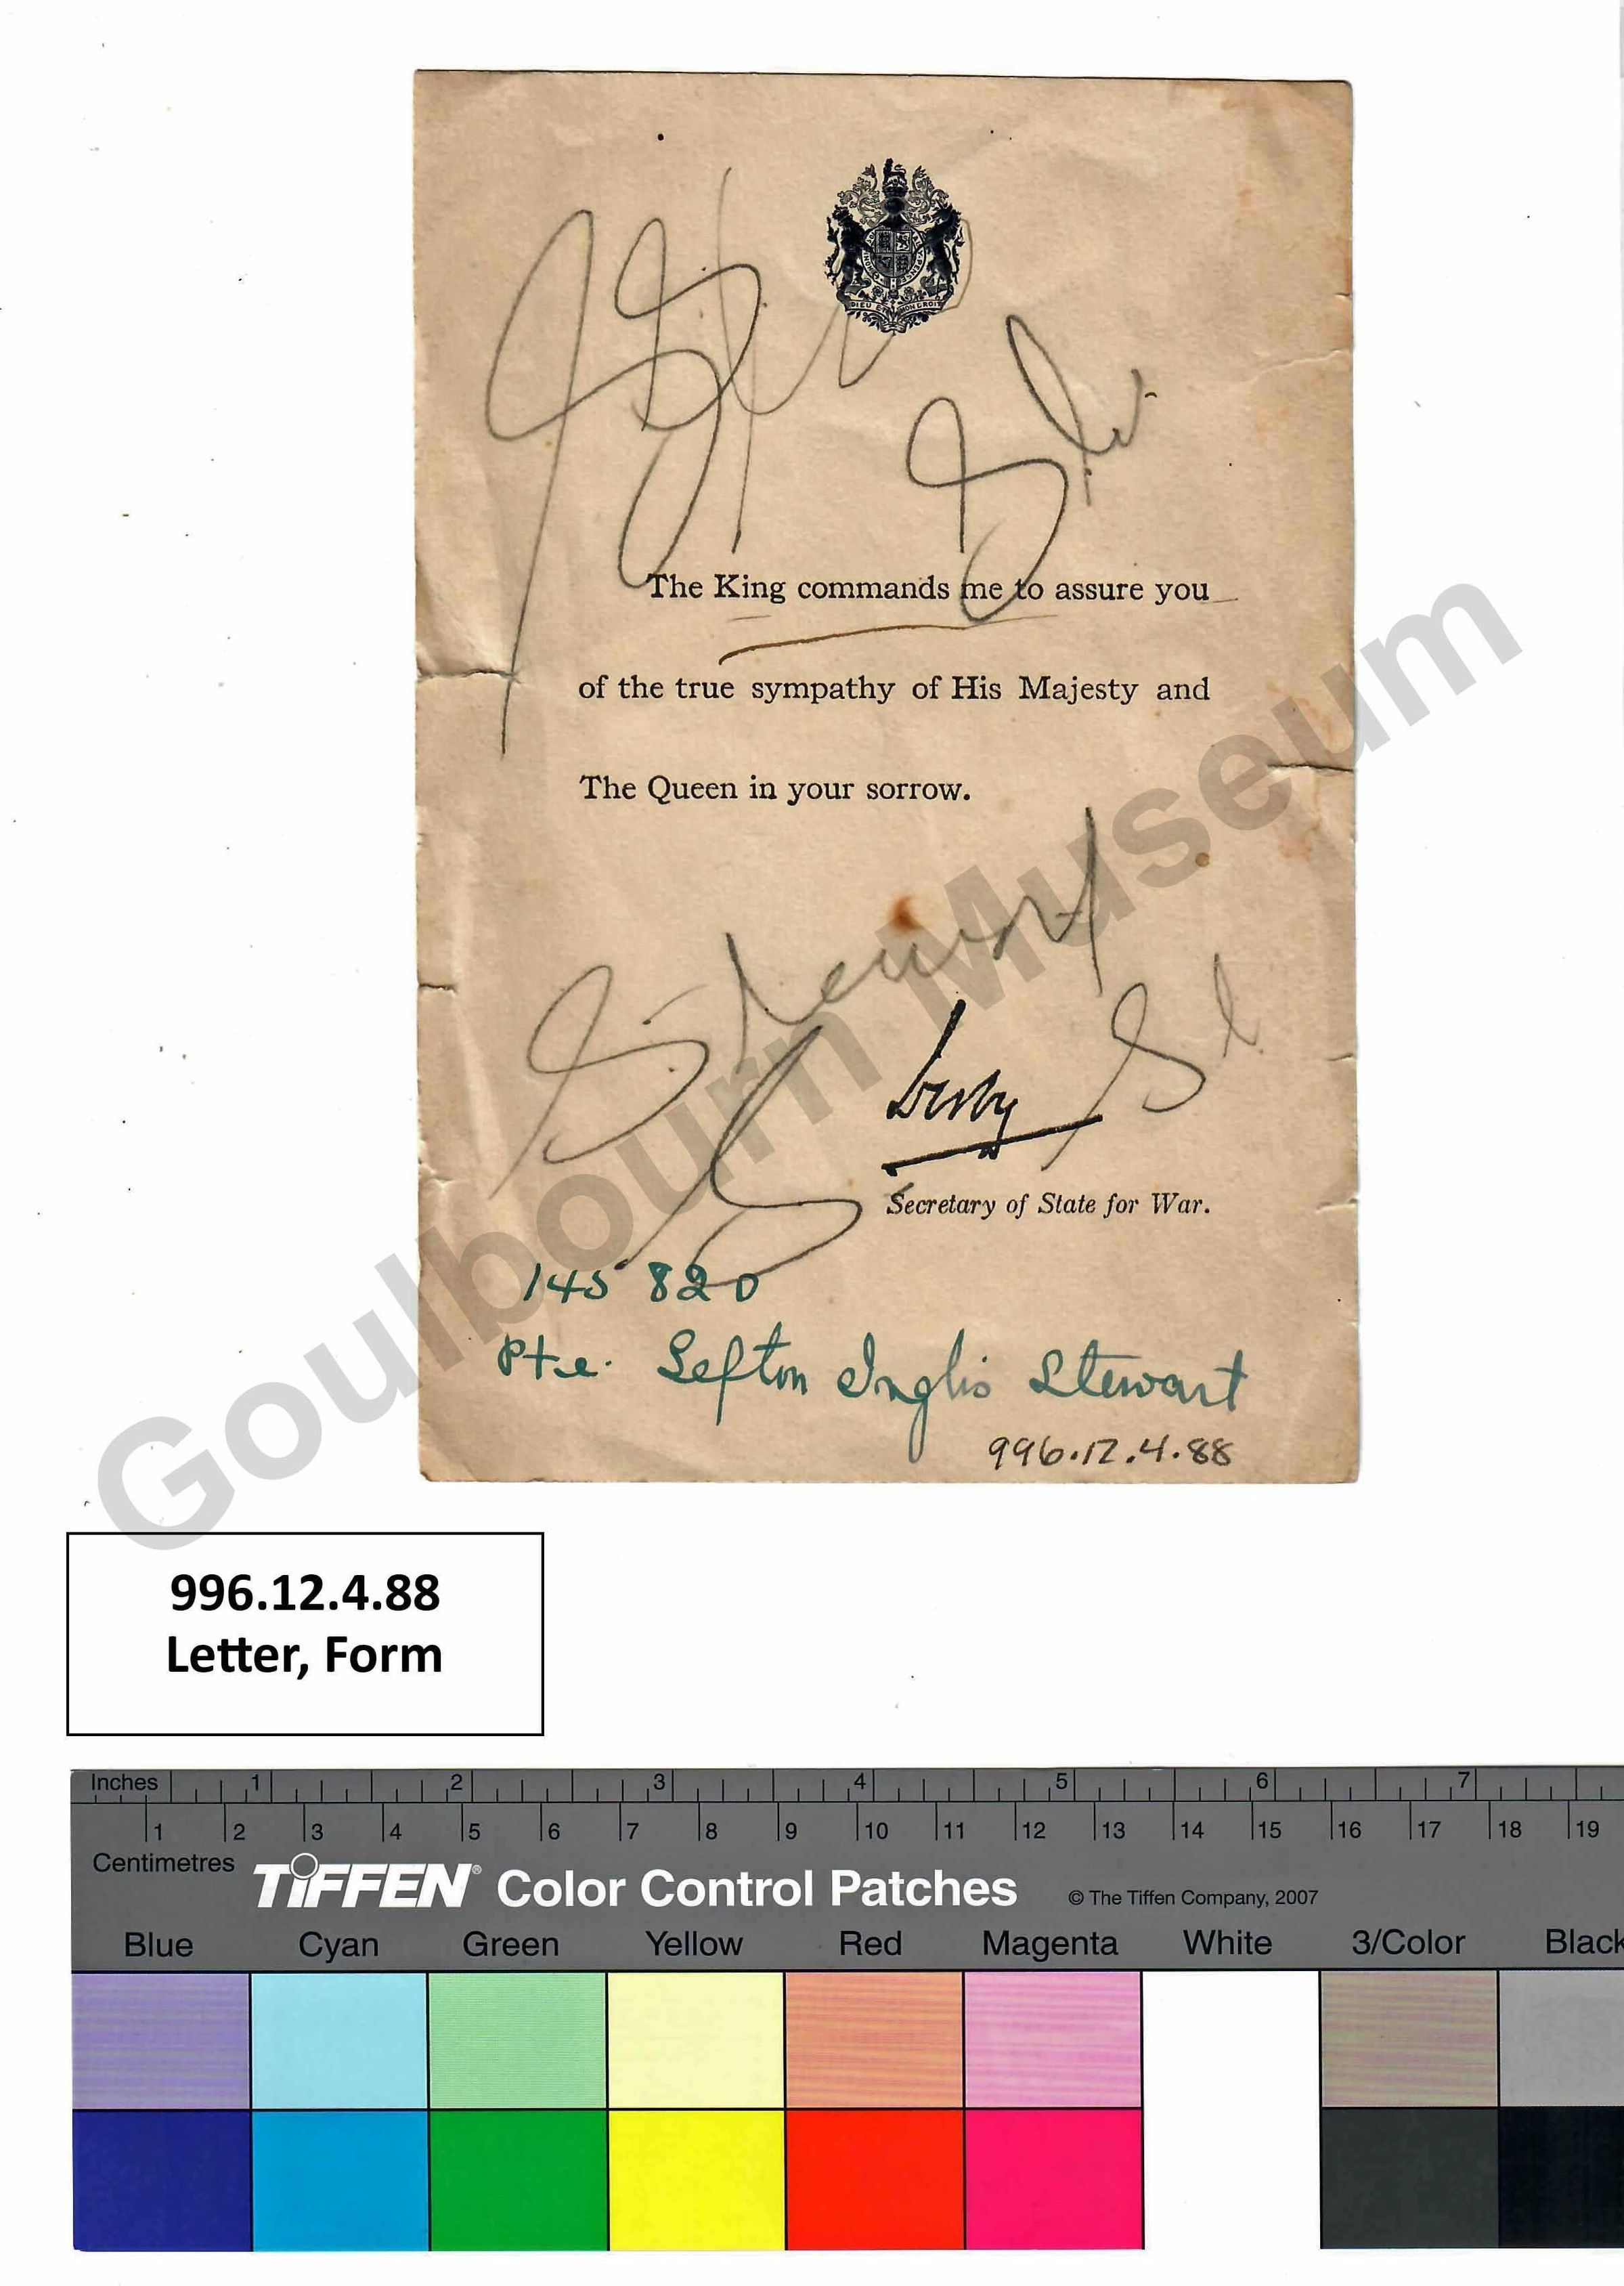 DIEU ET MON DROIT
The King commands me to assure you
of the true sympathy of His Majesty and
The Queen in your sorrow.
Stewart
Derby
Secretary of State for War.
145 820
Pte. Lefton Inglis Stewart
996.12.4.88
Goulbourn Museum
996.12.4.88
Letter, Form
Inches 1 2 3 4 5 6 7
1 2 3 4 5 6 7 8 9 10 11 12 13 14 15 16 17 18 19
Centimetres
TIFFEN® Color Control Patches © The Tiffen Company, 2007
Blue Cyan Green Yellow Red Magenta White 3/Color Black